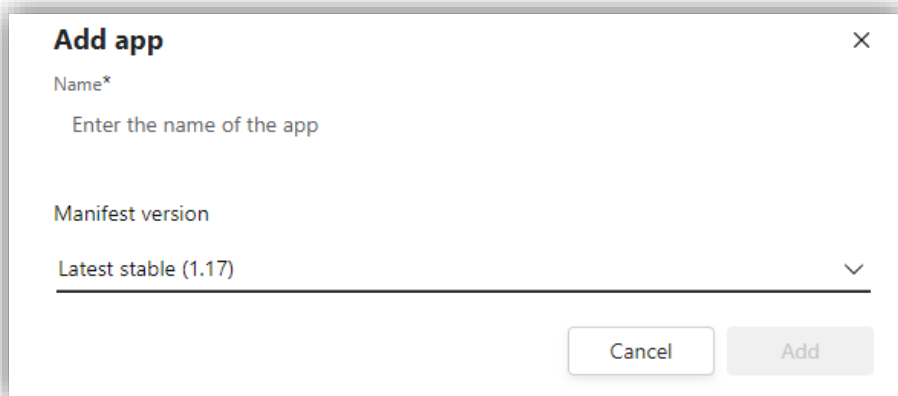 Add app
Name*
Enter the name of the app
Manifest version
Latest stable (1.17)
Cancel
Add